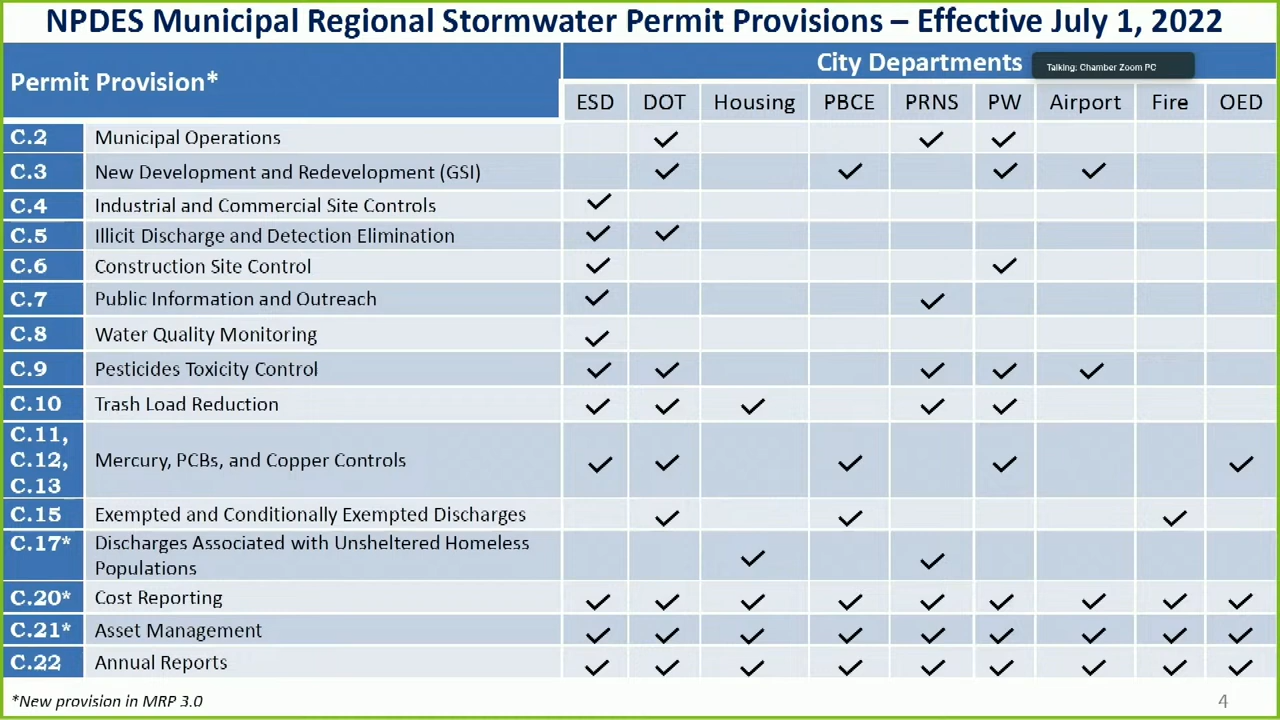 NPDES Municipal Regional Stormwater Permit Provisions – Effective July 1, 2022
Permit Provision*
City Departments
Talking: Chamber Zoom PC
ESD DOT Housing PBCE PRNS PW Airport Fire OED
C.2 Municipal Operations ✓ ✓ ✓
C.3 New Development and Redevelopment (GSI) ✓ ✓ ✓ ✓
C.4 Industrial and Commercial Site Controls ✓
C.5 Illicit Discharge and Detection Elimination ✓ ✓
C.6 Construction Site Control ✓ ✓
C.7 Public Information and Outreach ✓ ✓
C.8 Water Quality Monitoring ✓
C.9 Pesticides Toxicity Control ✓ ✓ ✓ ✓ ✓
C.10 Trash Load Reduction ✓ ✓ ✓ ✓ ✓
C.11,
C.12, Mercury, PCBs, and Copper Controls ✓ ✓ ✓ ✓ ✓
C.13
C.15 Exempted and Conditionally Exempted Discharges ✓ ✓ ✓
C.17* Discharges Associated with Unsheltered Homeless
Populations ✓ ✓
C.20* Cost Reporting ✓ ✓ ✓ ✓ ✓ ✓ ✓ ✓ ✓
C.21* Asset Management ✓ ✓ ✓ ✓ ✓ ✓ ✓ ✓ ✓
C.22 Annual Reports ✓ ✓ ✓ ✓ ✓ ✓ ✓ ✓ ✓
*New provision in MRP 3.0
4